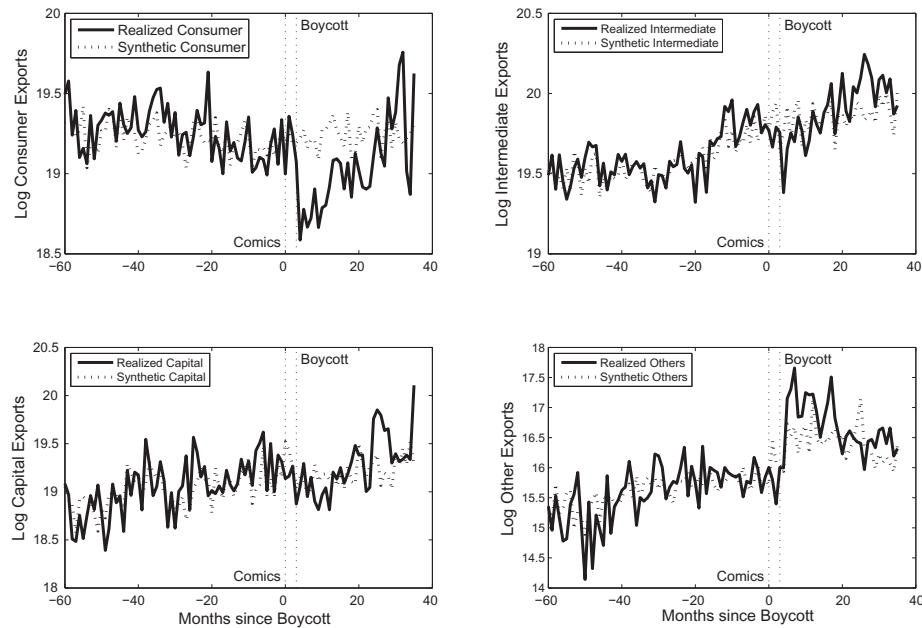 Realized Consumer
Synthetic Consumer
Boycott
Log Consumer Exports
20
19.5
19
18.5
Comics
−60 −40 −20 0 20 40
Realized Intermediate
Synthetic Intermediate
Boycott
Log Intermediate Exports
20.5
20
19.5
19
Comics
−60 −40 −20 0 20 40
Realized Capital
Synthetic Capital
Boycott
Log Capital Exports
20.5
20
19.5
19
18.5
18
Comics
−60 −40 −20 0 20 40
Months since Boycott
Realized Others
Synthetic Others
Boycott
Log Other Exports
18
17.5
17
16.5
16
15.5
15
14.5
14
Comics
−60 −40 −20 0 20 40
Months since Boycott